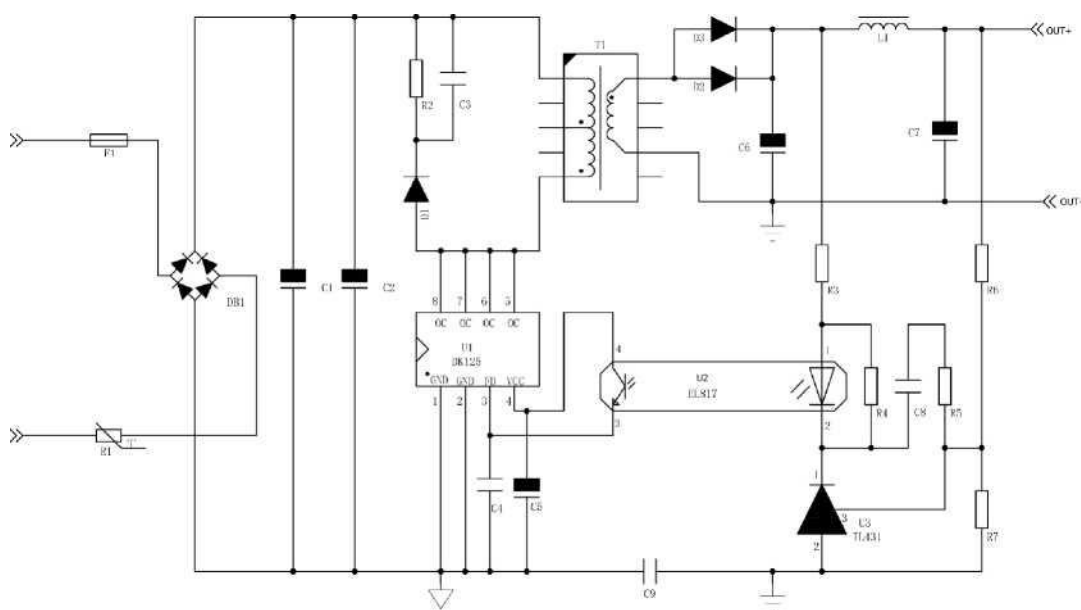 T1
D3
L1
OUT+
R2
C3
D2
F1
C6
C7
D1
OUT-
DB1
C1
C2
8 7 6 5
R3
R6
OC OC OC OC
U1
DK125
4
1
U2
EL817
GND GND FB VCC
R4
C8
R5
1 2 3 4
3
2
R1
T
1
C4
C5
3
U3
TL431
R7
2
C9